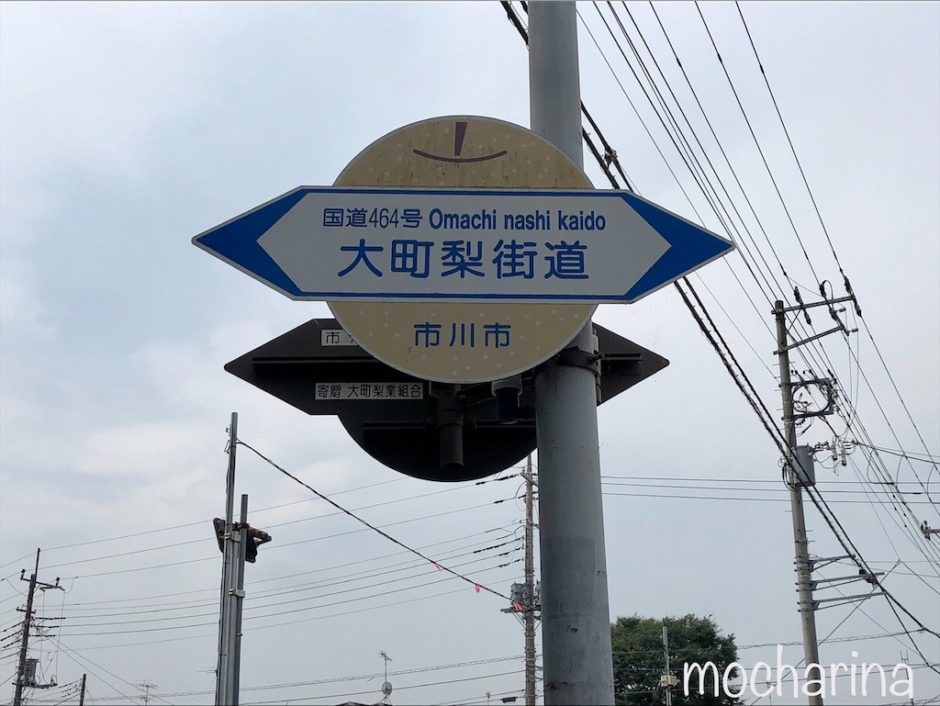 国道464号 Omachi nashi kaido
大町梨街道
市川市
市
寄贈 大町梨業組合
mocharina